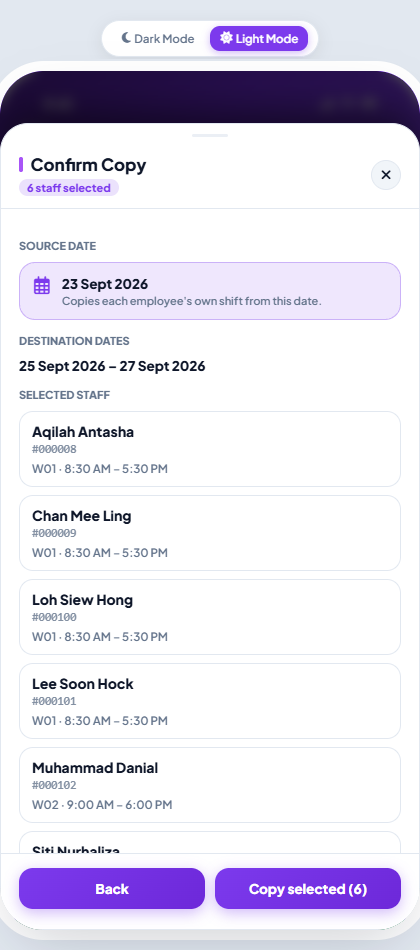 Dark Mode
Light Mode
Confirm Copy
6 staff selected
SOURCE DATE
23 Sept 2026
Copies each employee's own shift from this date.
DESTINATION DATES
25 Sept 2026 – 27 Sept 2026
SELECTED STAFF
Aqilah Antasha
#000008
W01 · 8:30 AM – 5:30 PM
Chan Mee Ling
#000009
W01 · 8:30 AM – 5:30 PM
Loh Siew Hong
#000100
W01 · 8:30 AM – 5:30 PM
Lee Soon Hock
#000101
W01 · 8:30 AM – 5:30 PM
Muhammad Danial
#000102
W02 · 9:00 AM – 6:00 PM
Siti Nurhaliza
Back
Copy selected (6)